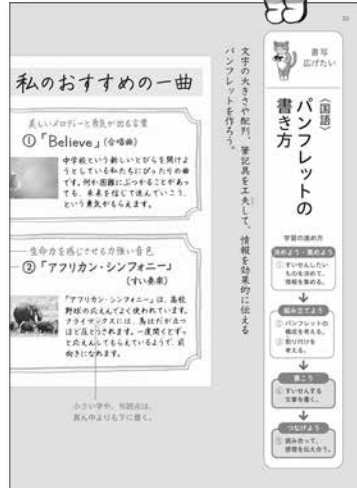 33
書写
広げたい
〈国語〉
パンフレットの
書き方
学習の進め方
決めよう・集めよう
① すいせんしたい
ものを決めて、
情報を集める。
組み立てよう
② パンフレットの
構成を考える。
③ 割り付けを
考える。
書こう
④ すいせんする
文章を書く。
つなげよう
⑤ 読み合って、
感想を伝え合う。
文字の大きさや配列、筆記具を工夫して、情報を効果的に伝える
パンフレットを作ろう。
私のおすすめの一曲
美しいメロディーと勇気が出る言葉
①「Believe」(合唱曲)
中学校という新しいとびらを開けよ
うとしている私たちにぴったりの曲
です。何か困難にぶつかることがあっ
ても、未来を信じて進んでいこう、
という勇気がもらえます。
生命力を感じさせる力強い音色
②「アフリカン・シンフォニー」
(すい奏楽)
「アフリカン・シンフォニー」は、高校
野球の応えんでよく使われています。
クライマックスには、鳥はだが立つ
ほど圧とうされます。一度聞くとずっ
と応えんしてもらえているようで、前
向きになれます。
小さい字や、句読点は、
真ん中よりも下に書く。